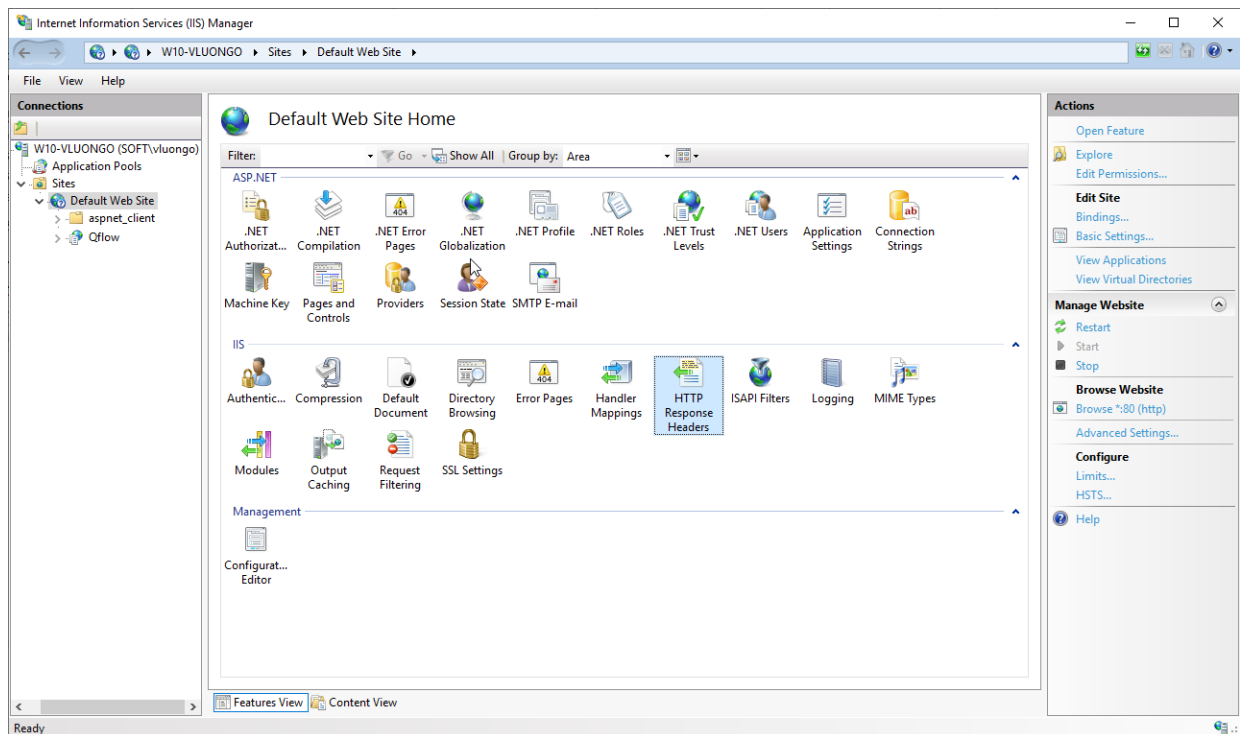 Internet Information Services (IIS) Manager
W10-VLUONGO Sites Default Web Site
File View Help
Connections
W10-VLUONGO (SOFT\vluongo)
Application Pools
Sites
Default Web Site
aspnet_client
Qflow
Default Web Site Home
Filter: Go Show All Group by: Area
ASP.NET
.NET Authorizat...
.NET Compilation
404
.NET Error Pages
.NET Globalization
.NET Profile
.NET Roles
.NET Trust Levels
.NET Users
Application Settings
ab
Connection Strings
Machine Key
Pages and Controls
Providers
Session State
SMTP E-mail
IIS
Authentic...
Compression
Default Document
Directory Browsing
404
Error Pages
Handler Mappings
HTTP Response Headers
ISAPI Filters
Logging
MIME Types
Modules
Output Caching
Request Filtering
SSL Settings
Management
Configurat... Editor
Features View Content View
Actions
Open Feature
Explore
Edit Permissions...
Edit Site
Bindings...
Basic Settings...
View Applications
View Virtual Directories
Manage Website
Restart
Start
Stop
Browse Website
Browse *:80 (http)
Advanced Settings...
Configure
Limits...
HSTS...
Help
Ready